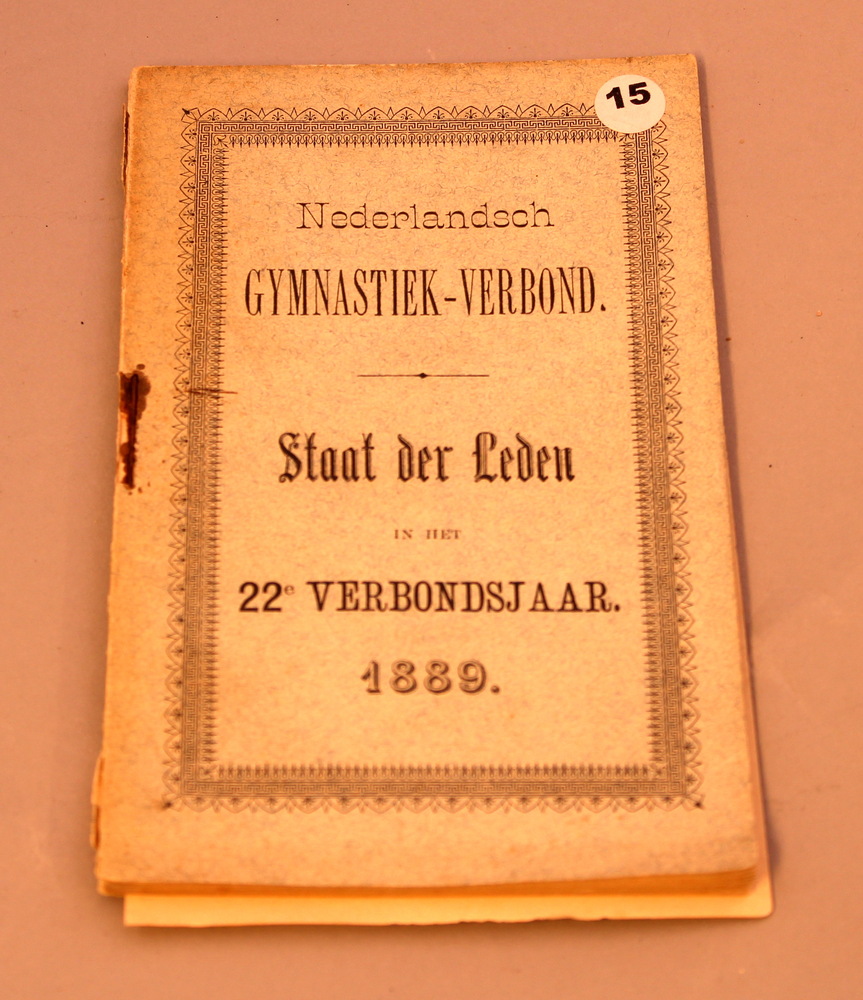 15
Nederlandsch
GYMNASTIEK-VERBOND.
Staat der Leden
IN HET
22e VERBONDSJAAR.
1889.